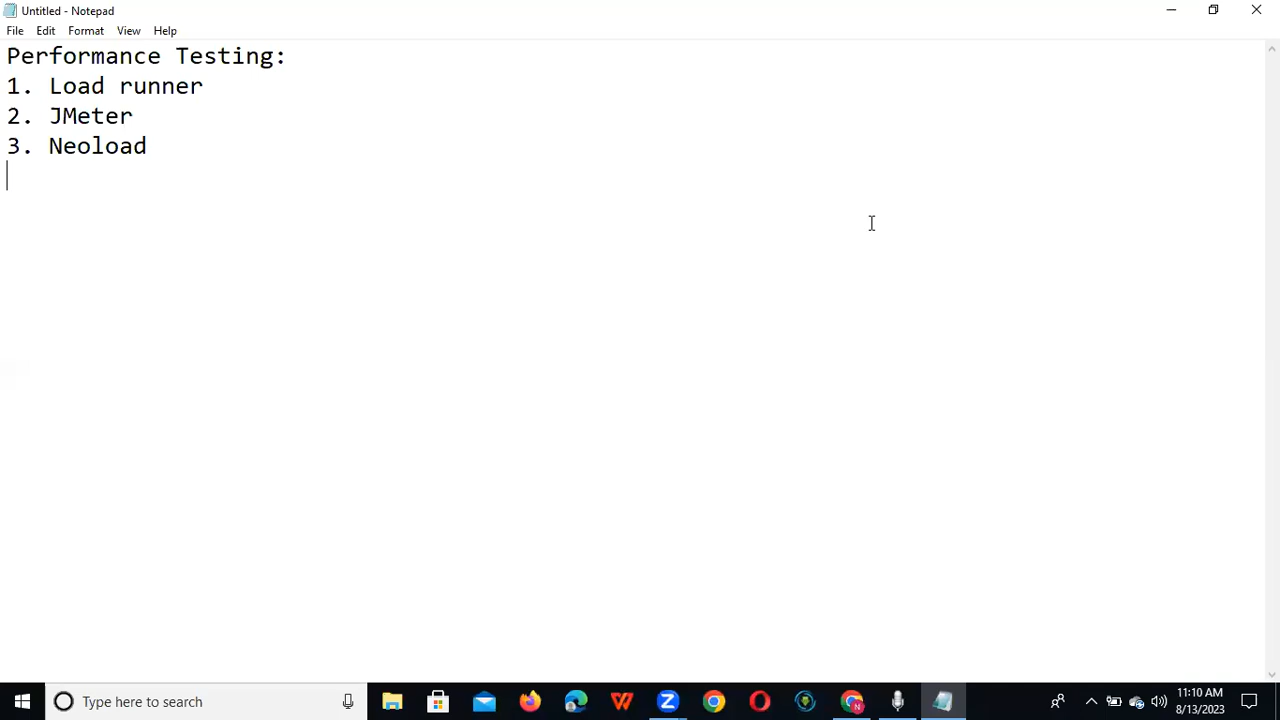 Untitled - Notepad
File Edit Format View Help
Performance Testing:
1. Load runner
2. JMeter
3. Neoload
Type here to search
11:10 AM
8/13/2023